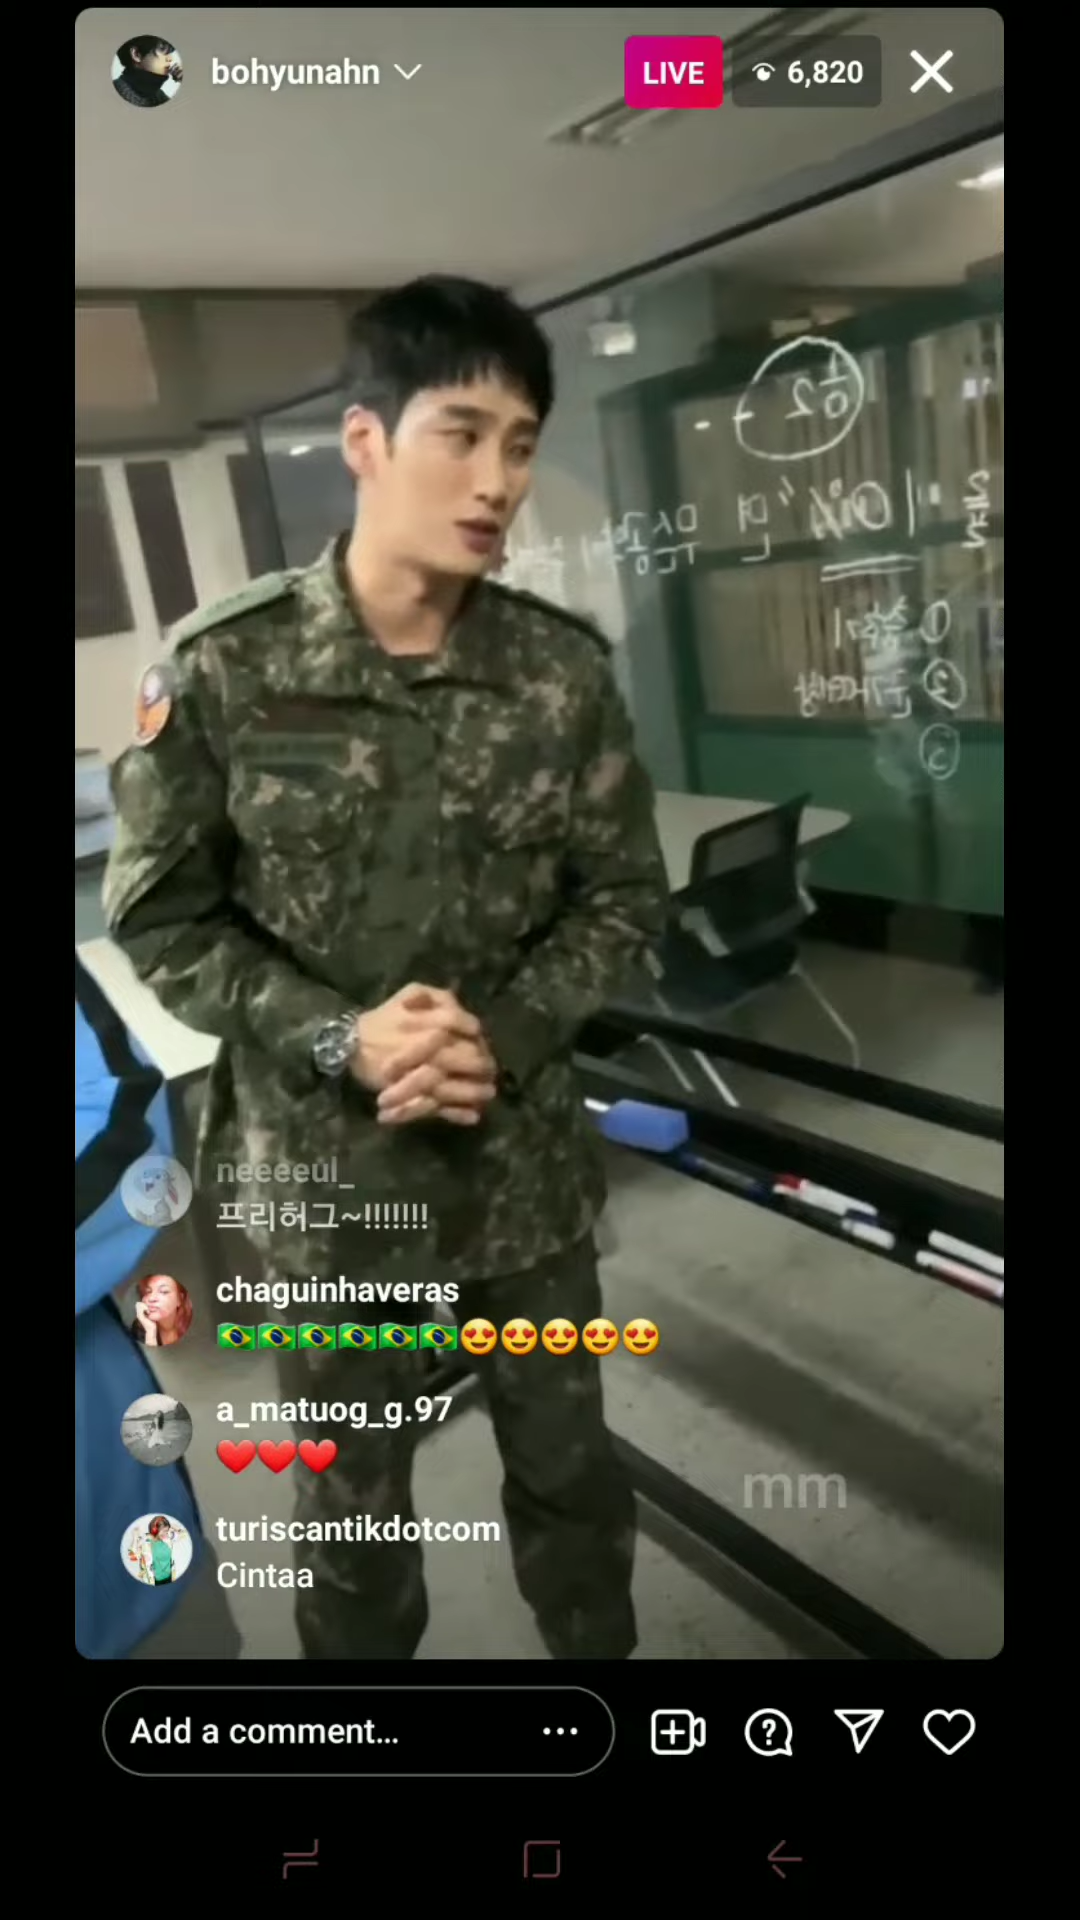 bohyunahn
LIVE
6,820
neeeeul_
프리허그~!!!!!!!
chaguinhaveras
🇧🇷🇧🇷🇧🇷🇧🇷🇧🇷🇧🇷😍😍😍😍😍
a_matuog_g.97
❤️❤️❤️
turiscantikdotcom
Cintaa
mm
Add a comment...